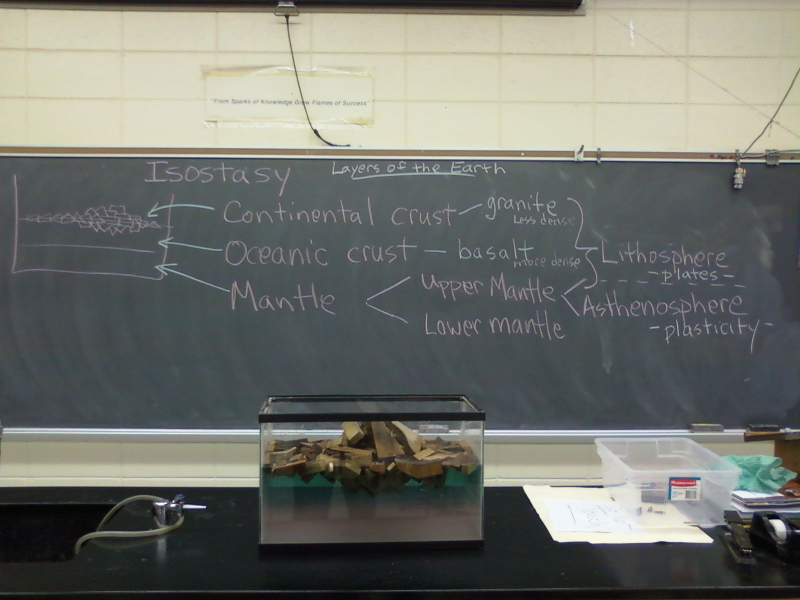 "From Sparks of Knowledge Grow Flames of Success"
Isostasy
Layers of the Earth
Continental crust – granite
Less dense
Oceanic crust – basalt
more dense
Lithosphere
- plates -
Mantle
Upper Mantle
Lower mantle
Asthenosphere
- plasticity -
Rubbermaid